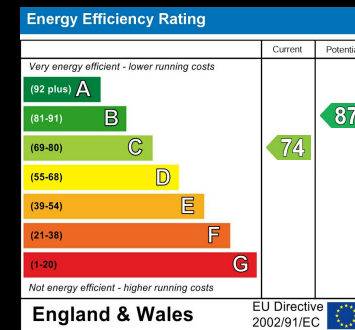 Energy Efficiency Rating
Current Potentia
Very energy efficient - lower running costs
(92 plus) A
(81-91) B 87
(69-80) C 74
(55-68) D
(39-54) E
(21-38) F
(1-20) G
Not energy efficient - higher running costs
England & Wales
EU Directive
2002/91/EC